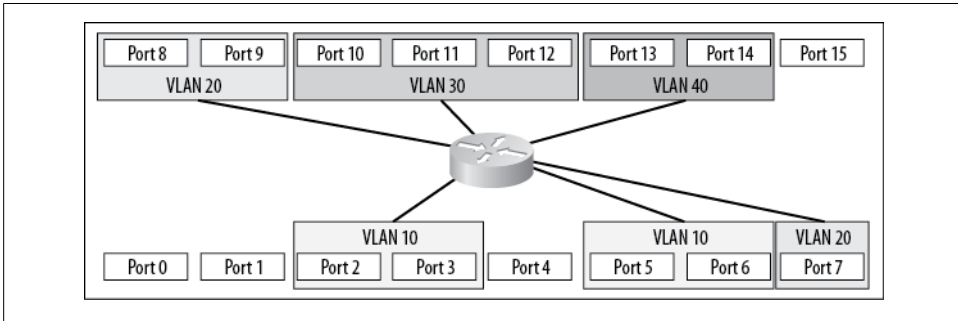 Port 8 Port 9 Port 10 Port 11 Port 12 Port 13 Port 14 Port 15
VLAN 20 VLAN 30 VLAN 40
VLAN 10 VLAN 10 VLAN 20
Port 0 Port 1 Port 2 Port 3 Port 4 Port 5 Port 6 Port 7